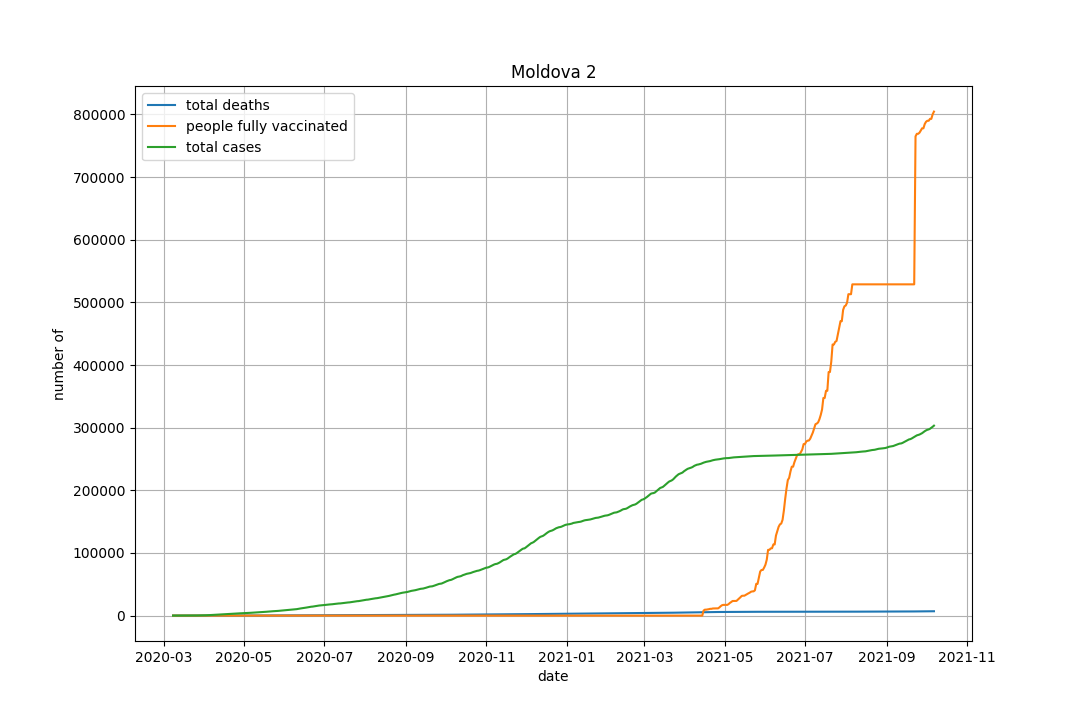 Moldova 2
total deaths
people fully vaccinated
total cases
800000
700000
600000
500000
400000
300000
200000
100000
0
number of
2020-03 2020-05 2020-07 2020-09 2020-11 2021-01 2021-03 2021-05 2021-07 2021-09 2021-11
date